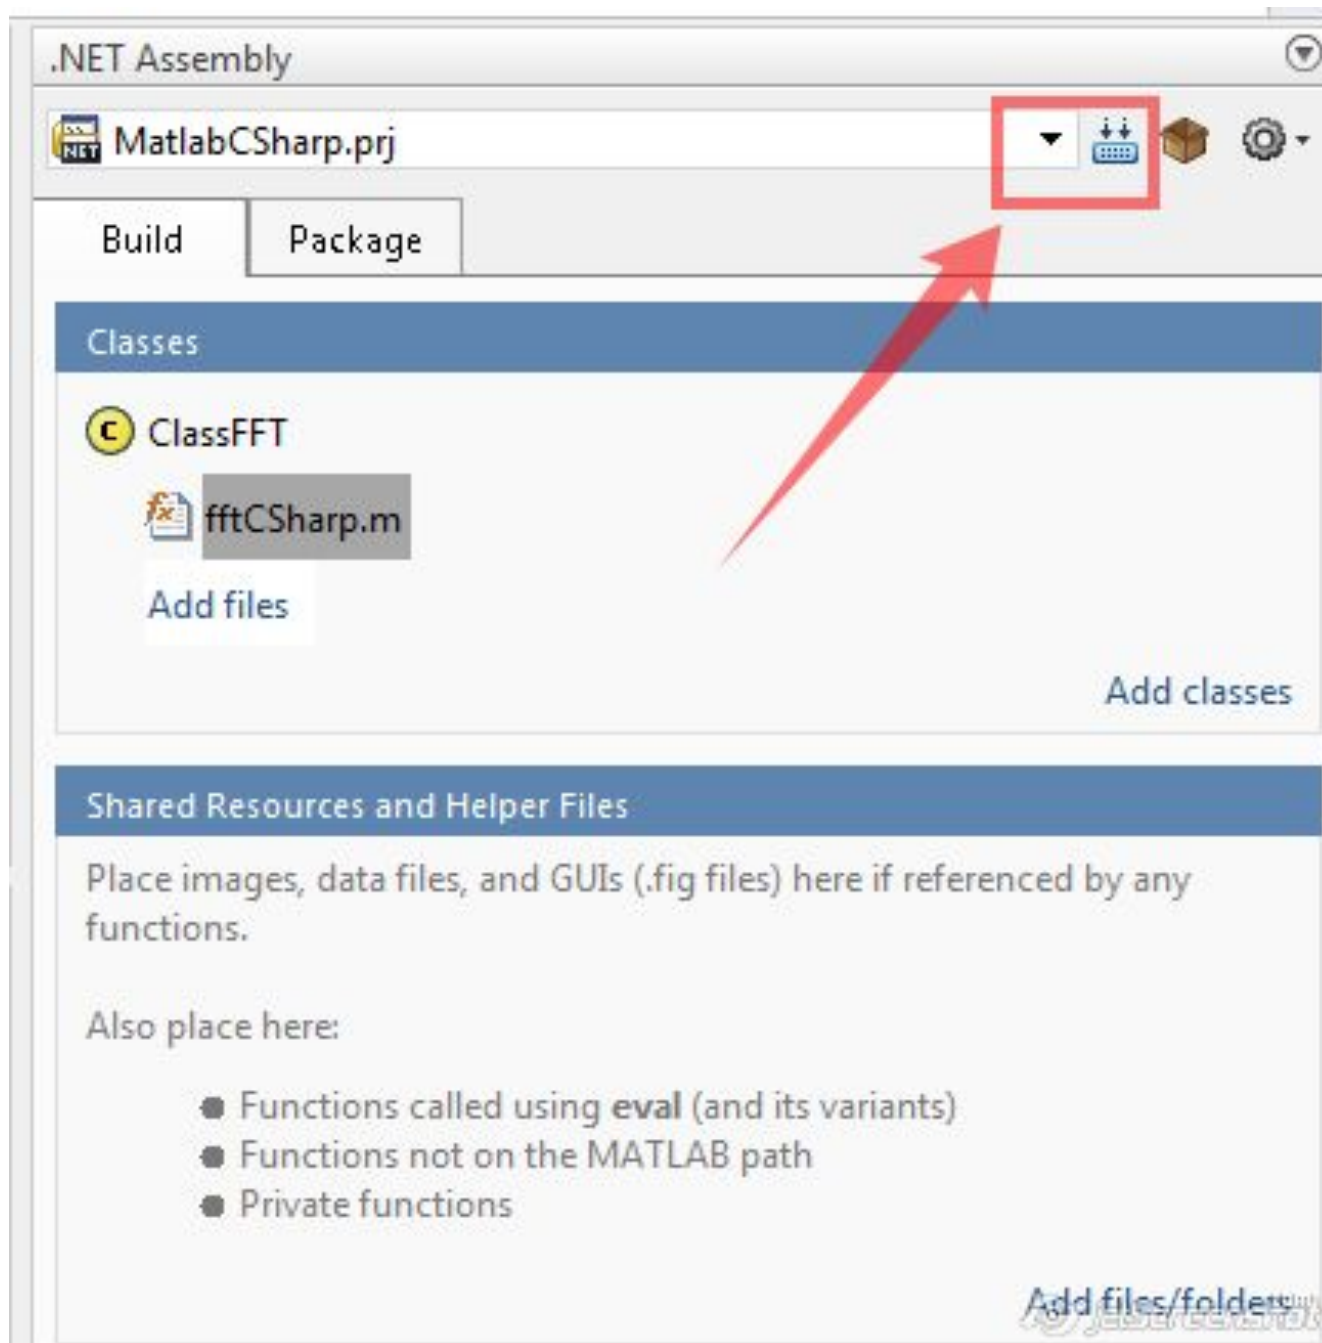 .NET Assembly
MatlabCSharp.prj
Build
Package
Classes
C ClassFFT
fftCSharp.m
Add files
Add classes
Shared Resources and Helper Files
Place images, data files, and GUIs (.fig files) here if referenced by any
functions.
Also place here:
Functions called using eval (and its variants)
Functions not on the MATLAB path
Private functions
Add files/folders